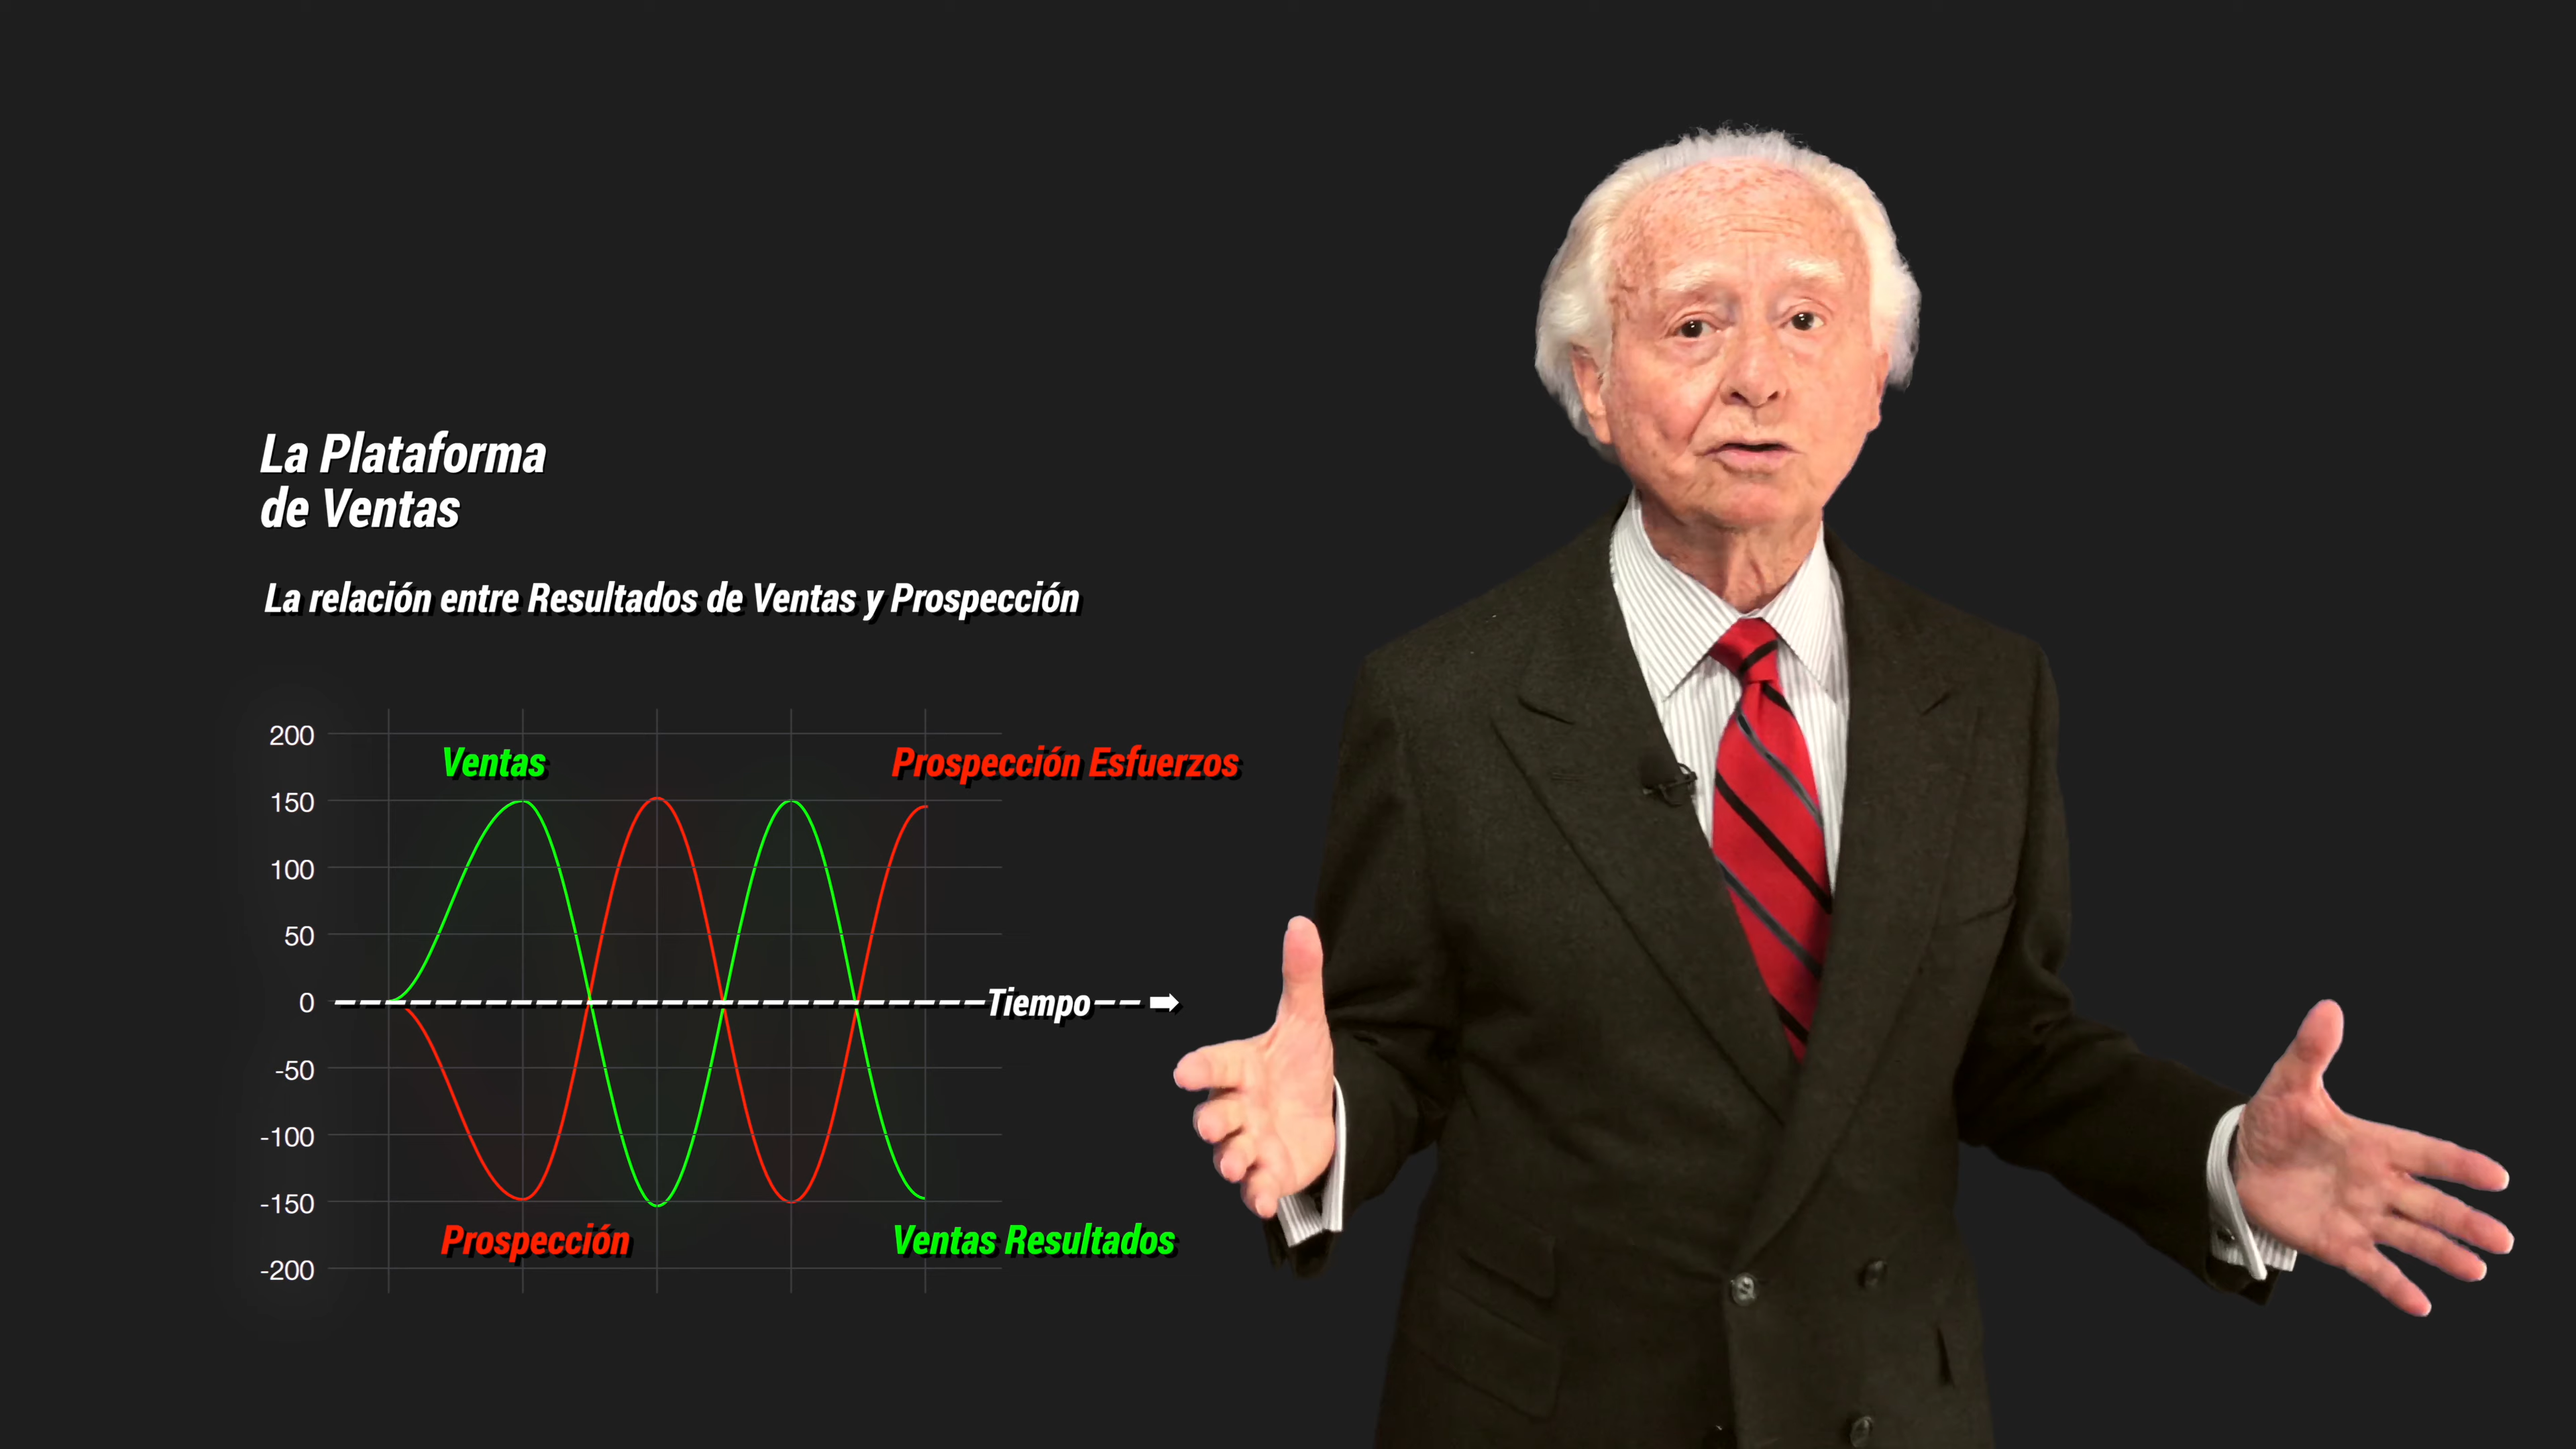 La Plataforma
de Ventas
La relación entre Resultados de Ventas y Prospección
200
Ventas
Prospección Esfuerzos
150
100
50
0
Tiempo
-50
-100
-150
Prospección
Ventas Resultados
-200